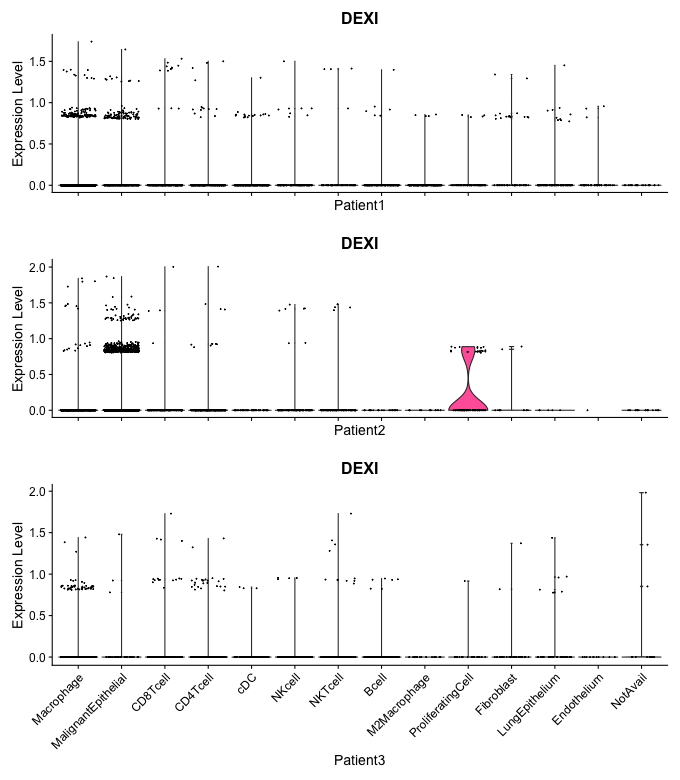 DEXI
Expression Level
1.5
1.0
0.5
0.0
Patient1
DEXI
Expression Level
2.0
1.5
1.0
0.5
0.0
Patient2
DEXI
Expression Level
2.0
1.5
1.0
0.5
0.0
Macrophage
MalignantEpithelial
CD8Tcell
CD4Tcell
cDC
NKcell
NKTcell
Bcell
M2Macrophage
ProliferatingCell
Fibroblast
LungEpithelium
Endothelium
NotAvail
Patient3